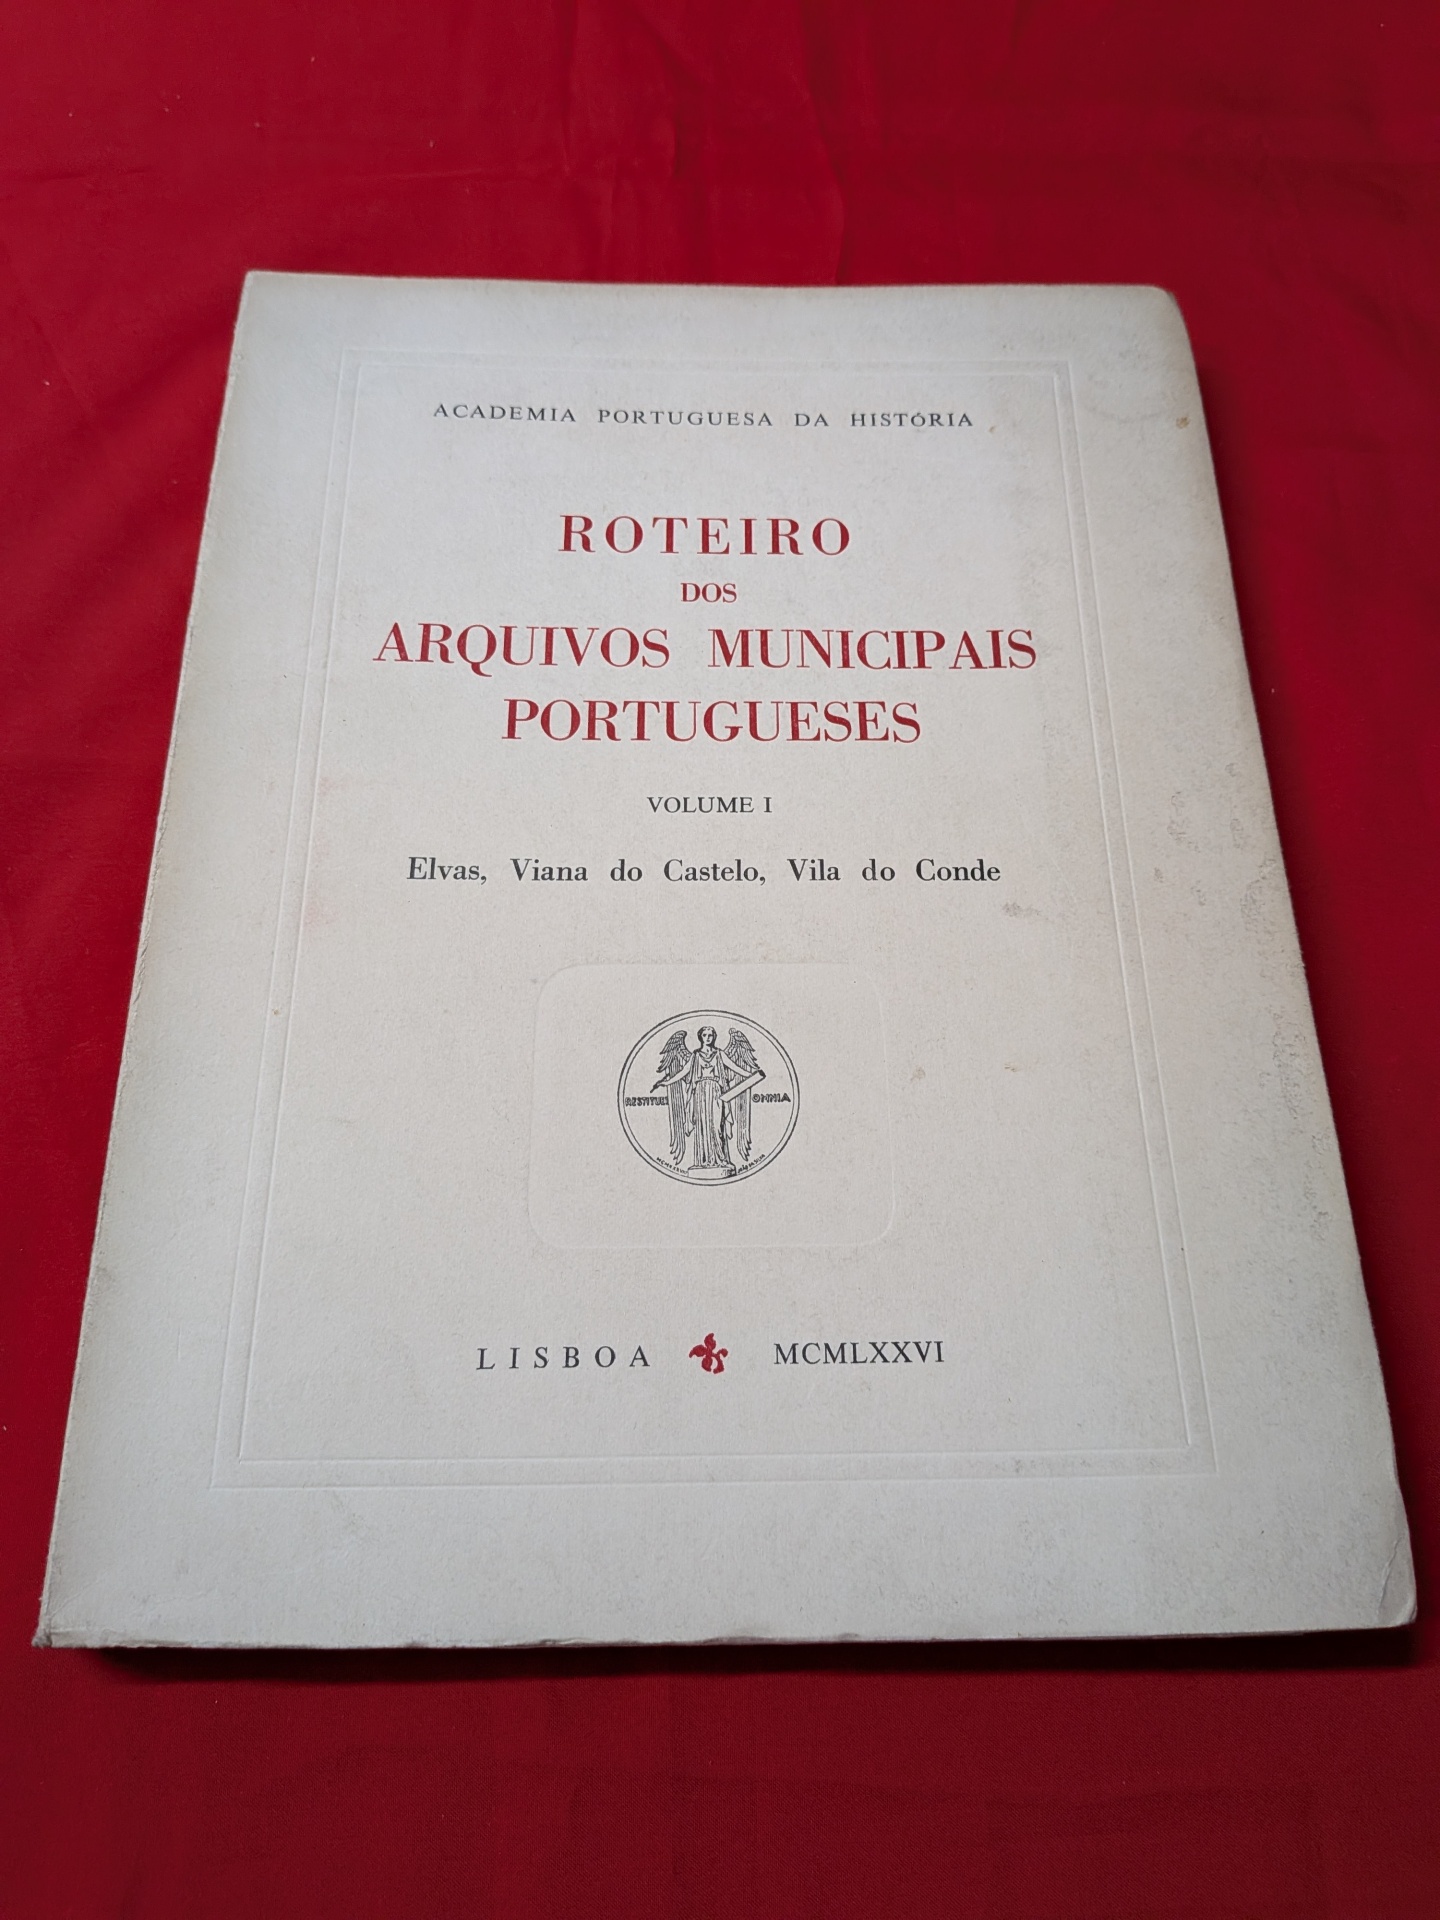 ACADEMIA PORTUGUESA DA HISTÓRIA
ROTEIRO
DOS
ARQUIVOS MUNICIPAIS
PORTUGUESES
VOLUME I
Elvas, Viana do Castelo, Vila do Conde
RESTITUET OMNIA
LISBOA MCMLXXVI